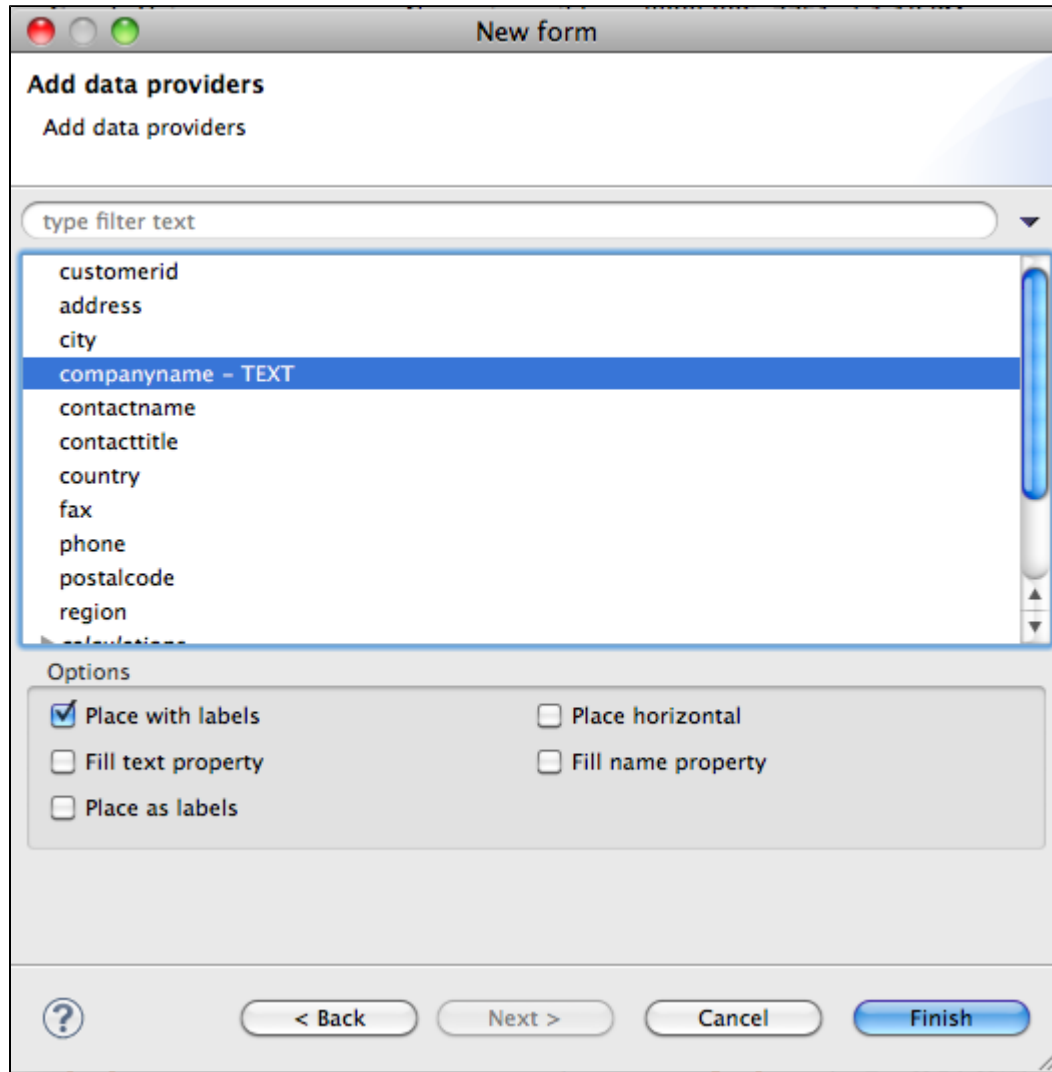 New form
Add data providers
Add data providers
type filter text
customerid
address
city
companyname – TEXT
contactname
contacttitle
country
fax
phone
postalcode
region
calculations
Options
Place with labels
Place horizontal
Fill text property
Fill name property
Place as labels
?
< Back
Next >
Cancel
Finish